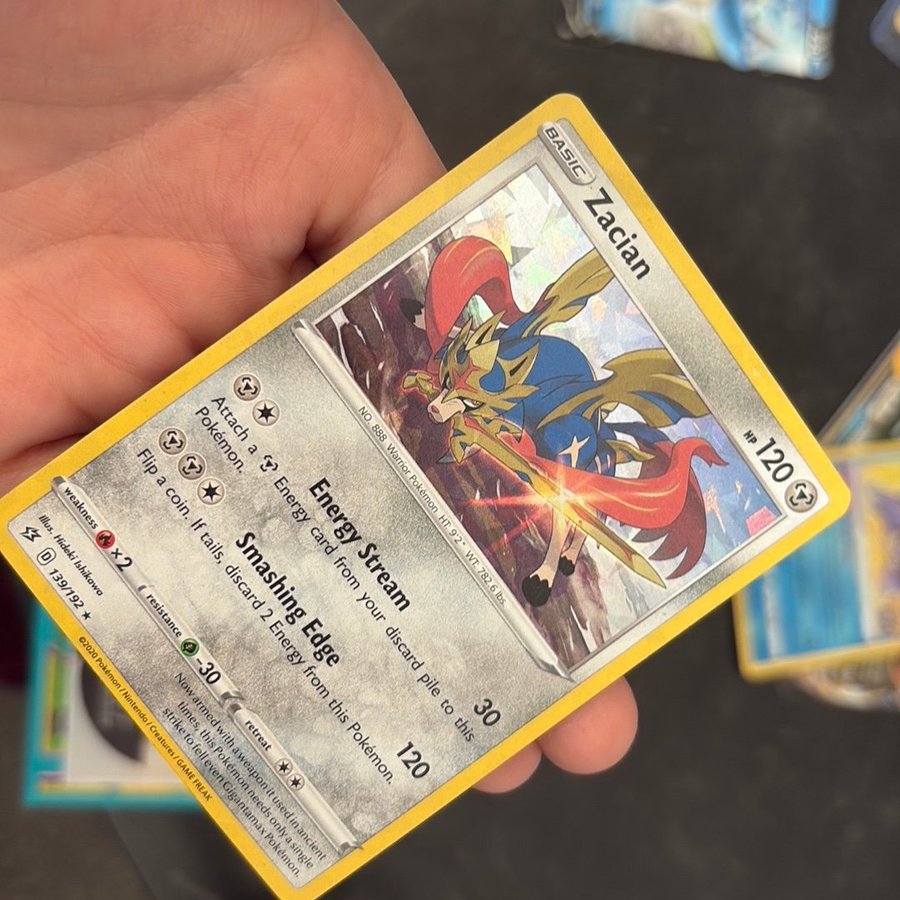 BASIC
Zacian
HP 120
NO. 888 Warrior Pokémon HT: 9'2" WT: 782.6 lbs.
Energy Stream 30
Attach a Energy card from your discard pile to this
Pokémon.
Smashing Edge 120
Flip a coin. If tails, discard 2 Energy from this Pokémon.
weakness ×2
resistance -30
retreat
Illus. Hideki Ishikawa
D 139/192 ★
Now armed with a weapon it used in ancient
times, this Pokémon needs only a single
strike to fell even Gigantamax Pokémon.
©2020 Pokémon / Nintendo / Creatures / GAME FREAK